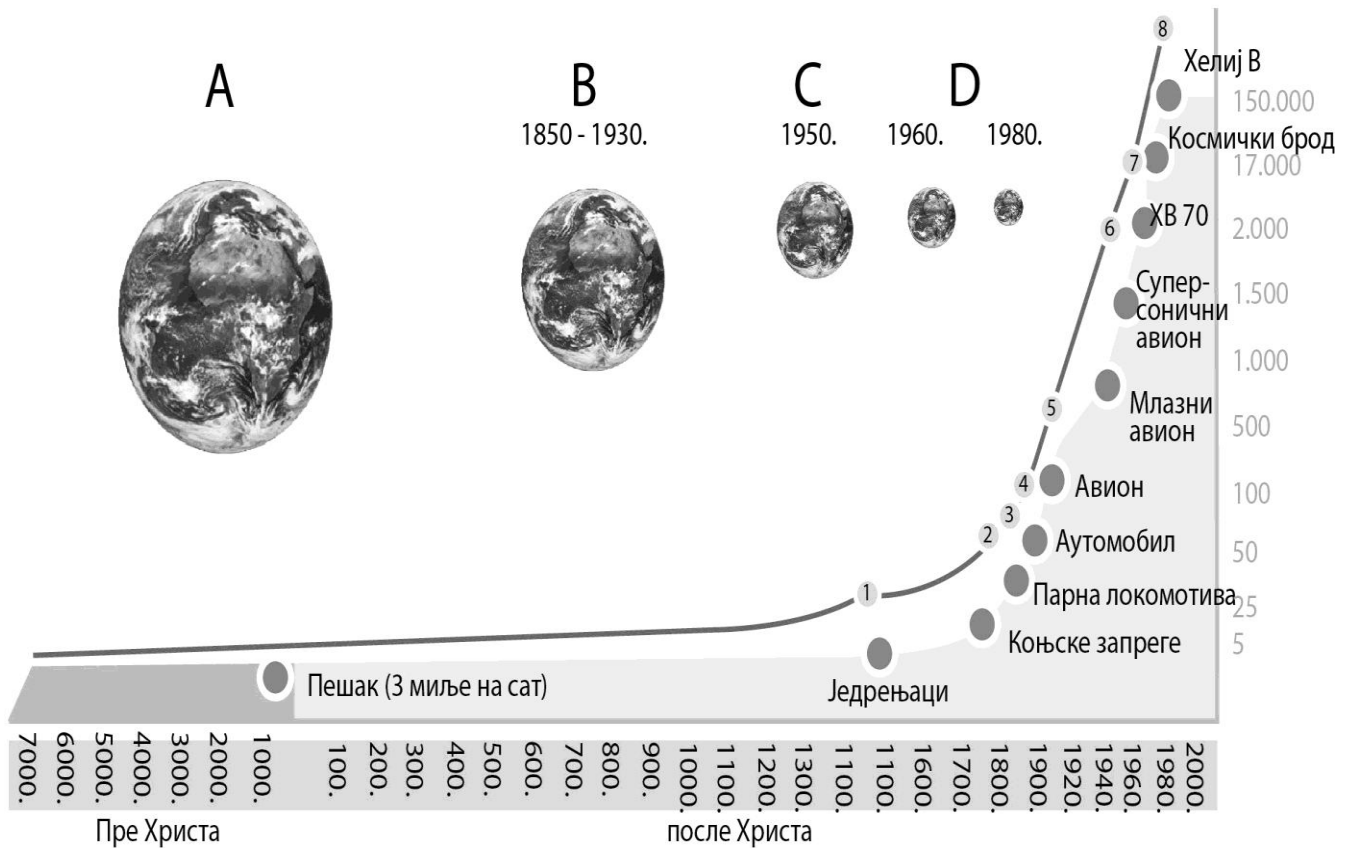 A
B
C
D
1850 - 1930.
1950.
1960.
1980.
8
Хелиј В
150.000
Космички брод
7
17.000
ХВ 70
6
2.000
Супер-
сонични
авион
1.500
1.000
Млазни
авион
5
500
4
Авион
100
3
2
Аутомобил
50
1
Парна локомотива
25
Коњске запреге
5
Пешак (3 миље на сат)
Једрењаци
7000. 6000. 5000. 4000. 3000. 2000. 1000. 100. 200. 300. 400. 500. 600. 700. 800. 900. 1000. 1100. 1200. 1300. 1100. 1100. 1600. 1700. 1800. 1900. 1920. 1940. 1960. 1980. 2000.
Пре Христа
после Христа